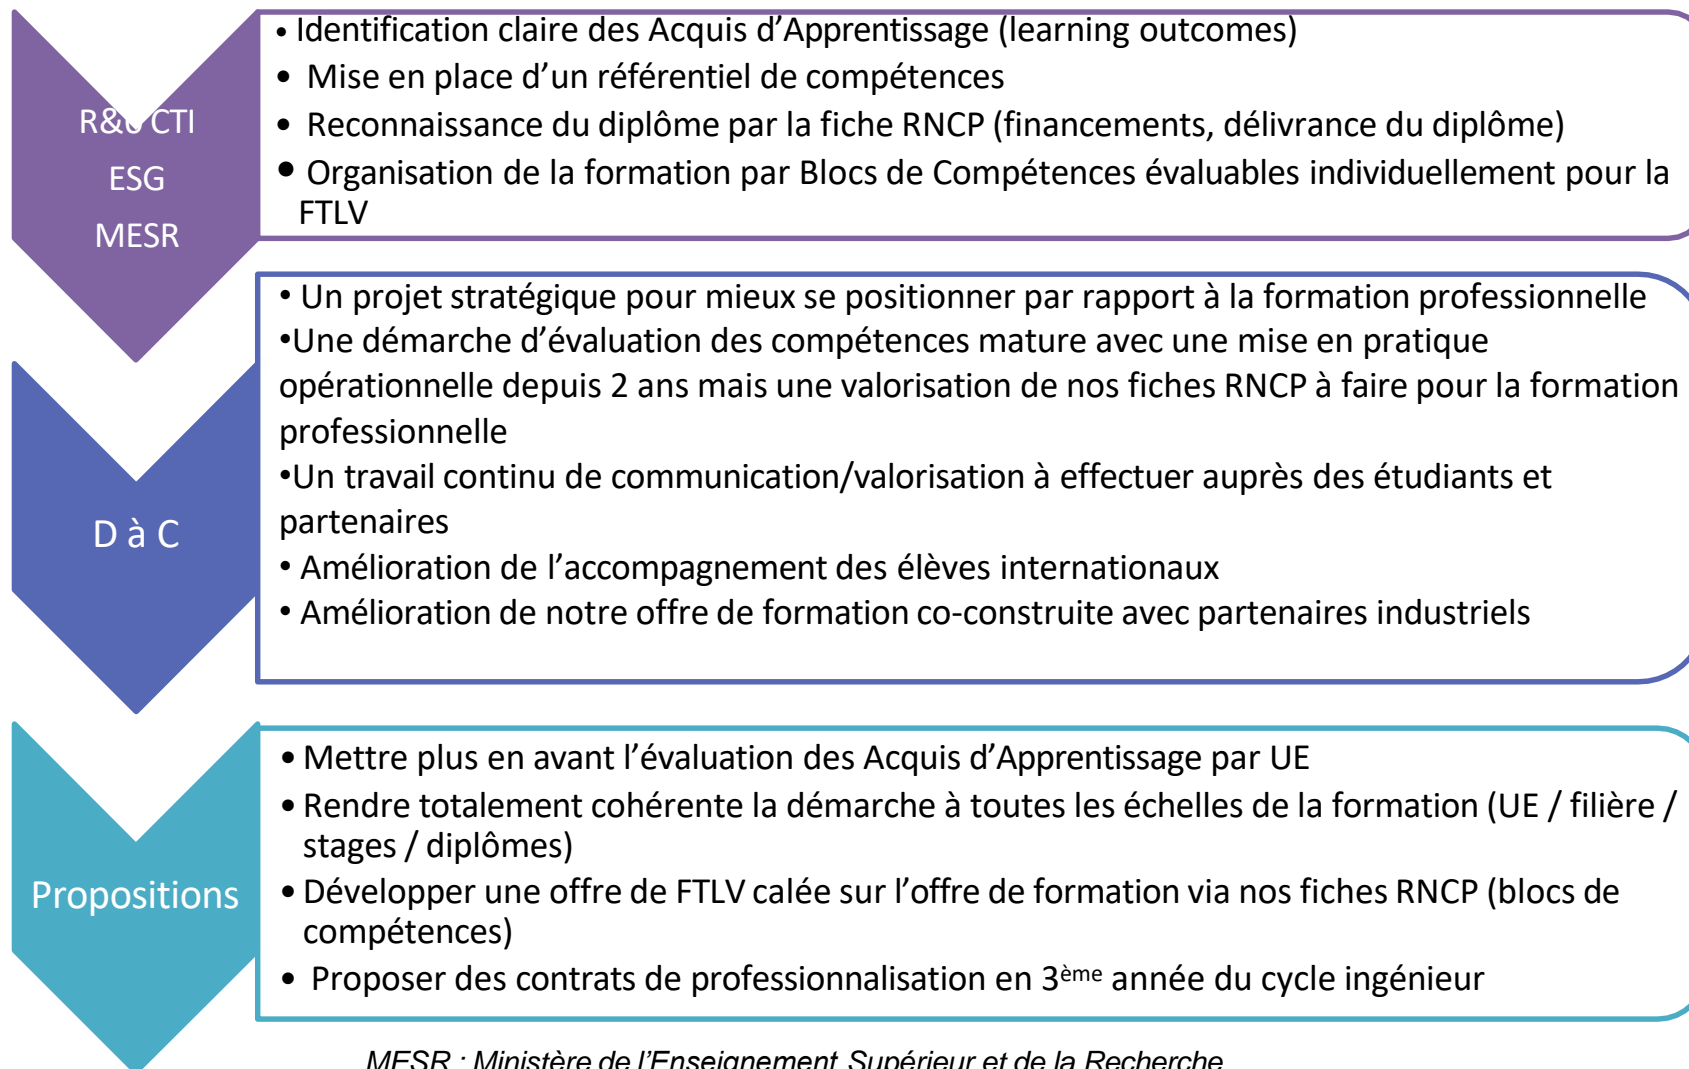 R&O CTI
ESG
MESR
• Identification claire des Acquis d’Apprentissage (learning outcomes)
• Mise en place d’un référentiel de compétences
• Reconnaissance du diplôme par la fiche RNCP (financements, délivrance du diplôme)
• Organisation de la formation par Blocs de Compétences évaluables individuellement pour la
FTLV
D à C
• Un projet stratégique pour mieux se positionner par rapport à la formation professionnelle
•Une démarche d’évaluation des compétences mature avec une mise en pratique
opérationnelle depuis 2 ans mais une valorisation de nos fiches RNCP à faire pour la formation
professionnelle
•Un travail continu de communication/valorisation à effectuer auprès des étudiants et
partenaires
• Amélioration de l’accompagnement des élèves internationaux
• Amélioration de notre offre de formation co-construite avec partenaires industriels
Propositions
• Mettre plus en avant l’évaluation des Acquis d’Apprentissage par UE
• Rendre totalement cohérente la démarche à toutes les échelles de la formation (UE / filière /
stages / diplômes)
• Développer une offre de FTLV calée sur l’offre de formation via nos fiches RNCP (blocs de
compétences)
• Proposer des contrats de professionnalisation en 3ème année du cycle ingénieur
MESR : Ministère de l’Enseignement Supérieur et de la Recherche